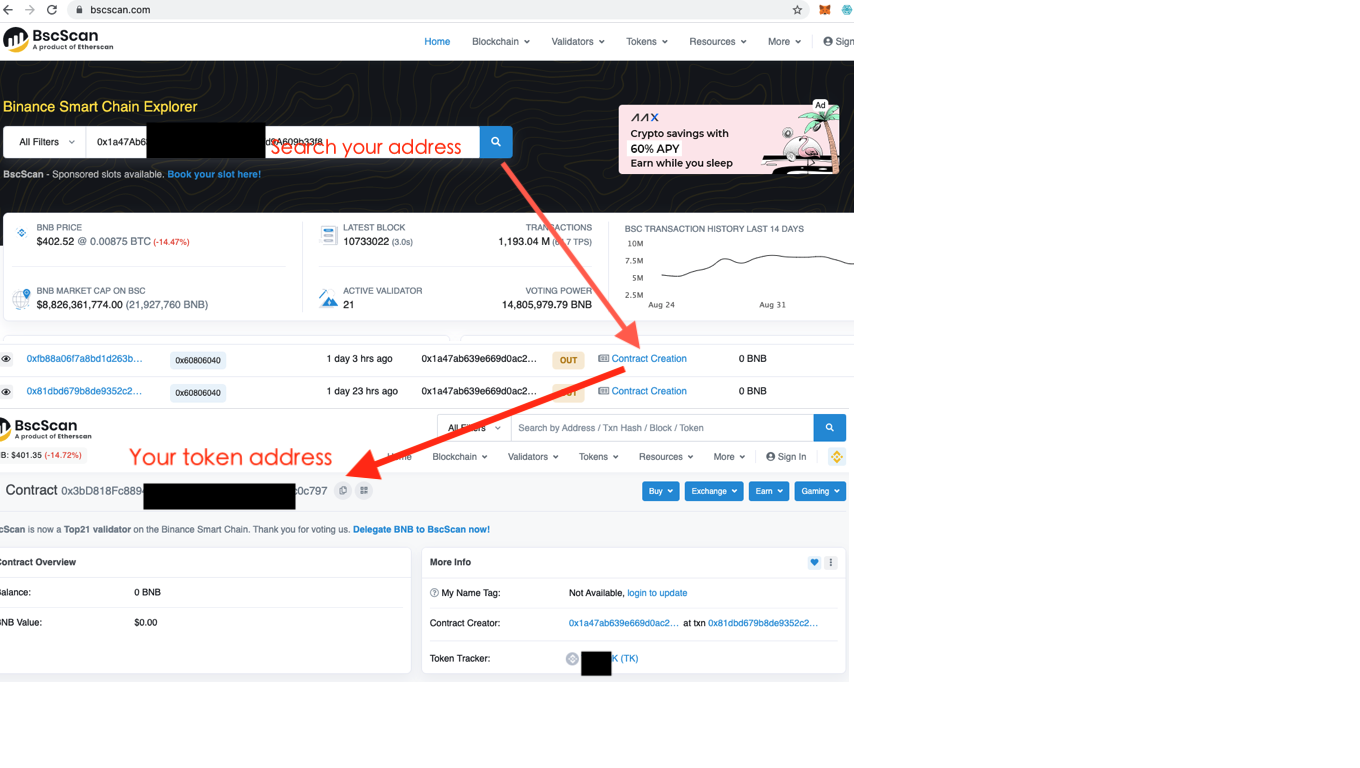 bscscan.com
BscScan
A product of Etherscan
Home Blockchain Validators Tokens Resources More Sign
Binance Smart Chain Explorer
Ad
AAX
Crypto savings with
60% APY
Earn while you sleep
All Filters 0x1a47Ab6 d9A609b33f8
Search your address
BscScan - Sponsored slots available. Book your slot here!
BNB PRICE
$402.52 @ 0.00875 BTC (-14.47%)
LATEST BLOCK
10733022 (3.0s)
TRANSACTIONS
1,193.04 M TPS)
BSC TRANSACTION HISTORY LAST 14 DAYS
10M
7.5M
5M
2.5M
Aug 24 Aug 31
BNB MARKET CAP ON BSC
$8,826,361,774.00 (21,927,760 BNB)
ACTIVE VALIDATOR
21
VOTING POWER
14,805,979.79 BNB
0xfb88a06f7a8bd1d263b... 0x60806040 1 day 3 hrs ago 0x1a47ab639e669d0ac2... OUT Contract Creation 0 BNB
0x81dbd679b8de9352c2... 0x60806040 1 day 23 hrs ago 0x1a47ab639e669d0ac2... OUT Contract Creation 0 BNB
BscScan
A product of Etherscan
All Filters Search by Address / Txn Hash / Block / Token
B: $401.35 (-14.72%)
Your token address
Home Blockchain Validators Tokens Resources More Sign In
Contract 0x3bD818Fc889 c0c797
Buy Exchange Earn Gaming
cScan is now a Top21 validator on the Binance Smart Chain. Thank you for voting us. Delegate BNB to BscScan now!
Contract Overview
alance: 0 BNB
NB Value: $0.00
More Info
My Name Tag: Not Available, login to update
Contract Creator: 0x1a47ab639e669d0ac2... at txn 0x81dbd679b8de9352c2...
Token Tracker: K (TK)